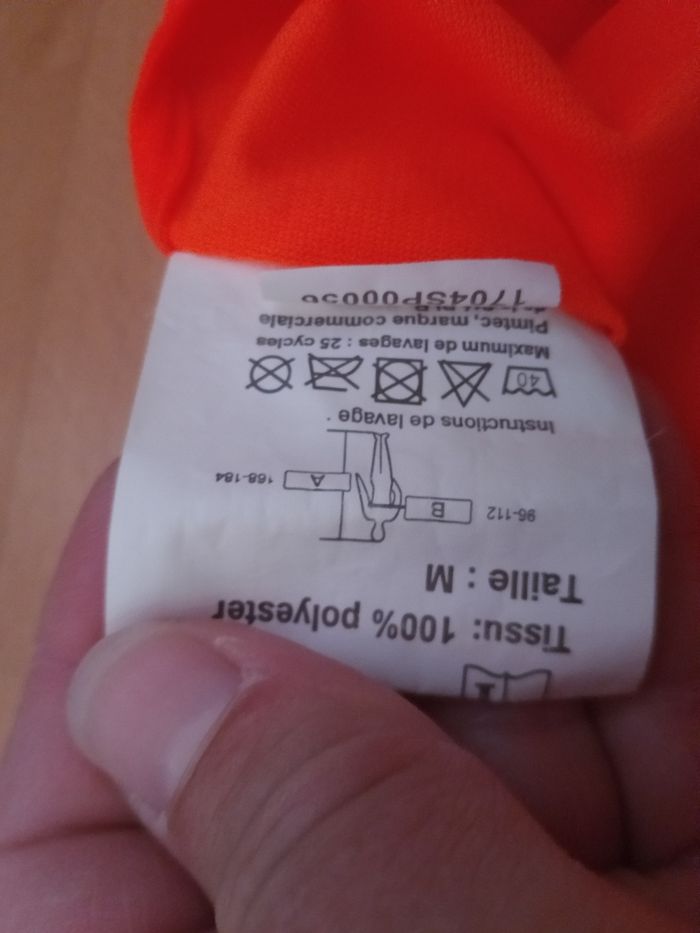 Tissu: 100% polyester
Taille : M
96-112
B
A
168-184
Instructions de lavage
40
Maximum de lavages : 25 cycles
Pimtec, marque commerciale